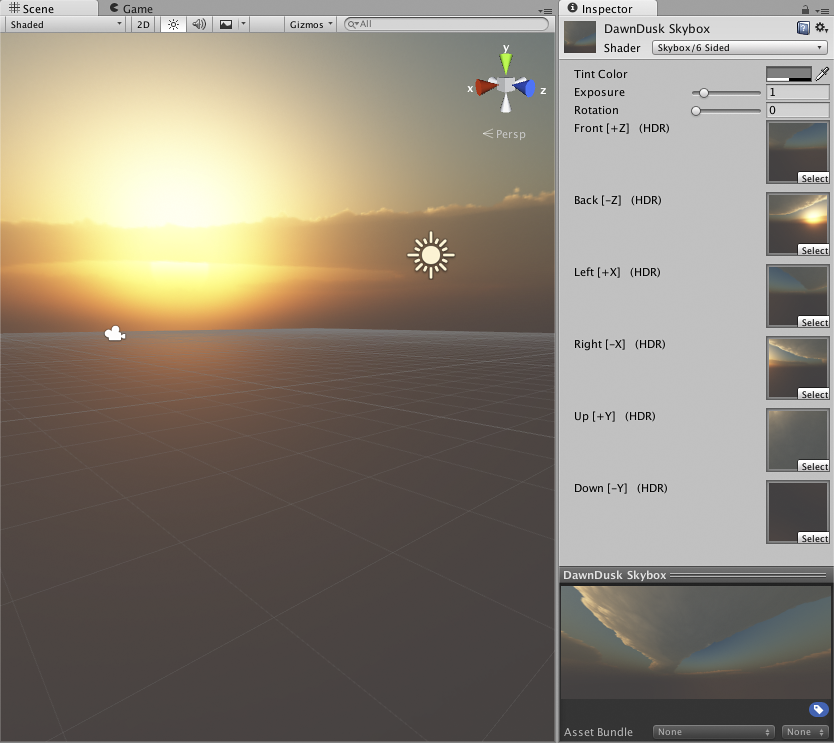 Scene
Game
Shaded
2D
Gizmos
All
y
x
z
Persp
Inspector
DawnDusk Skybox
Shader
Skybox/6 Sided
Tint Color
Exposure
1
Rotation
0
Front [+Z] (HDR)
Select
Back [-Z] (HDR)
Select
Left [+X] (HDR)
Select
Right [-X] (HDR)
Select
Up [+Y] (HDR)
Select
Down [-Y] (HDR)
Select
DawnDusk Skybox
Asset Bundle
None
None